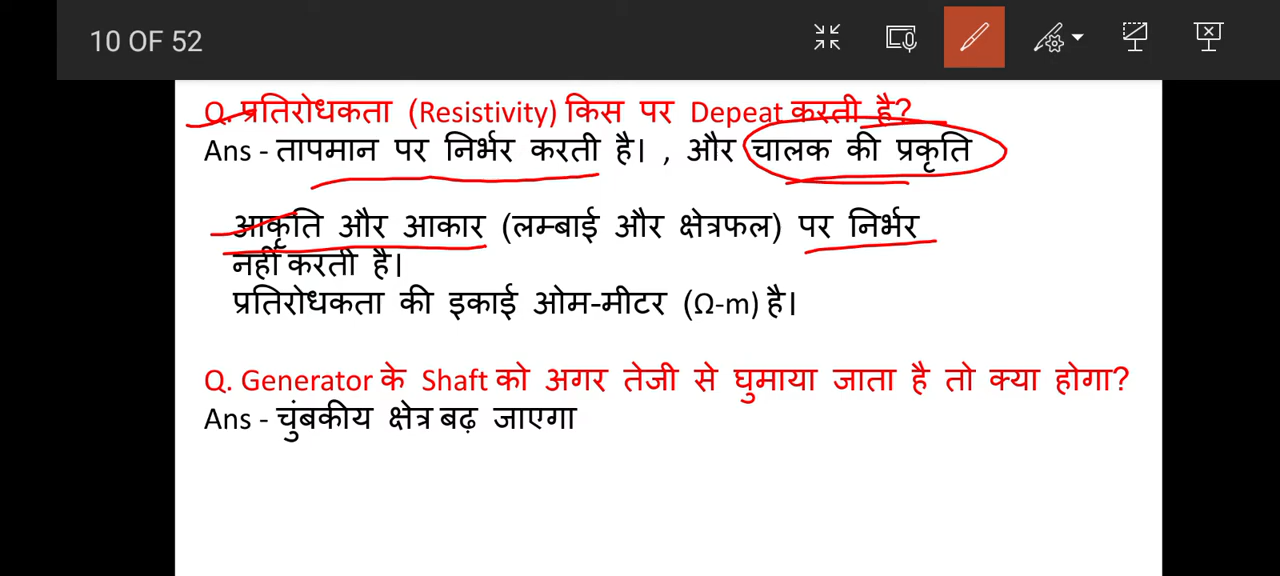 10 OF 52
Q. प्रतिरोधकता (Resistivity) किस पर Depeat करती है?
Ans - तापमान पर निर्भर करती है। , और चालक की प्रकृति
आकृति और आकार (लम्बाई और क्षेत्रफल) पर निर्भर
नहीं करती है।
प्रतिरोधकता की इकाई ओम-मीटर (Ω-m) है।
Q. Generator के Shaft को अगर तेजी से घुमाया जाता है तो क्या होगा?
Ans - चुंबकीय क्षेत्र बढ़ जाएगा